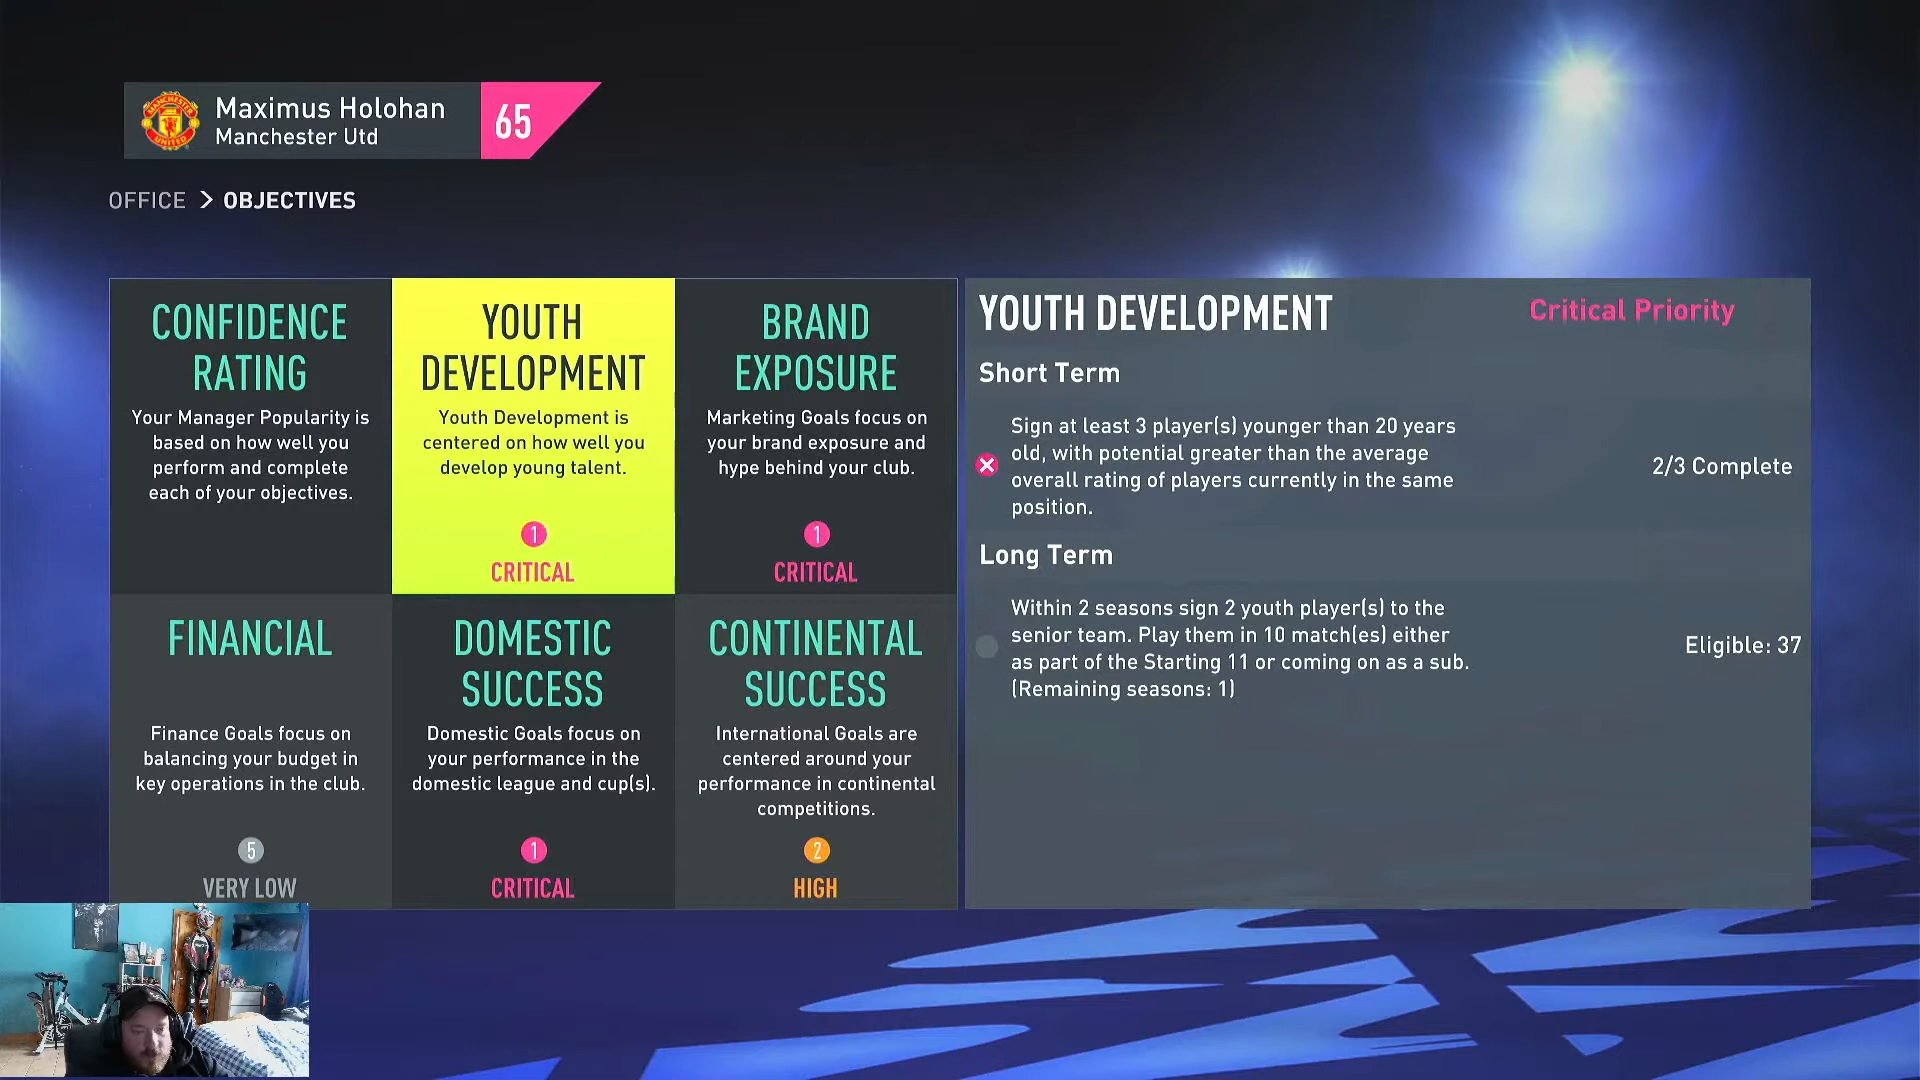 Maximus Holohan
Manchester Utd
65
OFFICE > OBJECTIVES
CONFIDENCE
RATING
Your Manager Popularity is
based on how well you
perform and complete
each of your objectives.
YOUTH
DEVELOPMENT
Youth Development is
centered on how well you
develop young talent.
1
CRITICAL
BRAND
EXPOSURE
Marketing Goals focus on
your brand exposure and
hype behind your club.
1
CRITICAL
FINANCIAL
Finance Goals focus on
balancing your budget in
key operations in the club.
5
VERY LOW
DOMESTIC
SUCCESS
Domestic Goals focus on
your performance in the
domestic league and cup(s).
1
CRITICAL
CONTINENTAL
SUCCESS
International Goals are
centered around your
performance in continental
competitions.
2
HIGH
YOUTH DEVELOPMENT
Critical Priority
Short Term
Sign at least 3 player(s) younger than 20 years
old, with potential greater than the average
overall rating of players currently in the same
position.
2/3 Complete
Long Term
Within 2 seasons sign 2 youth player(s) to the
senior team. Play them in 10 match(es) either
as part of the Starting 11 or coming on as a sub.
(Remaining seasons: 1)
Eligible: 37